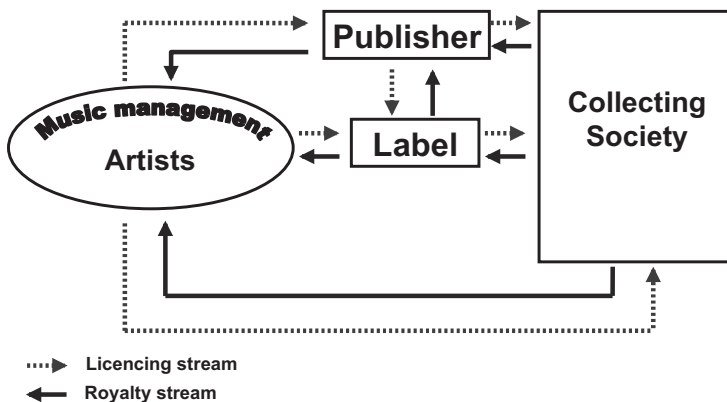 Publisher
Music management
Artists
Label
Collecting
Society
Licencing stream
Royalty stream